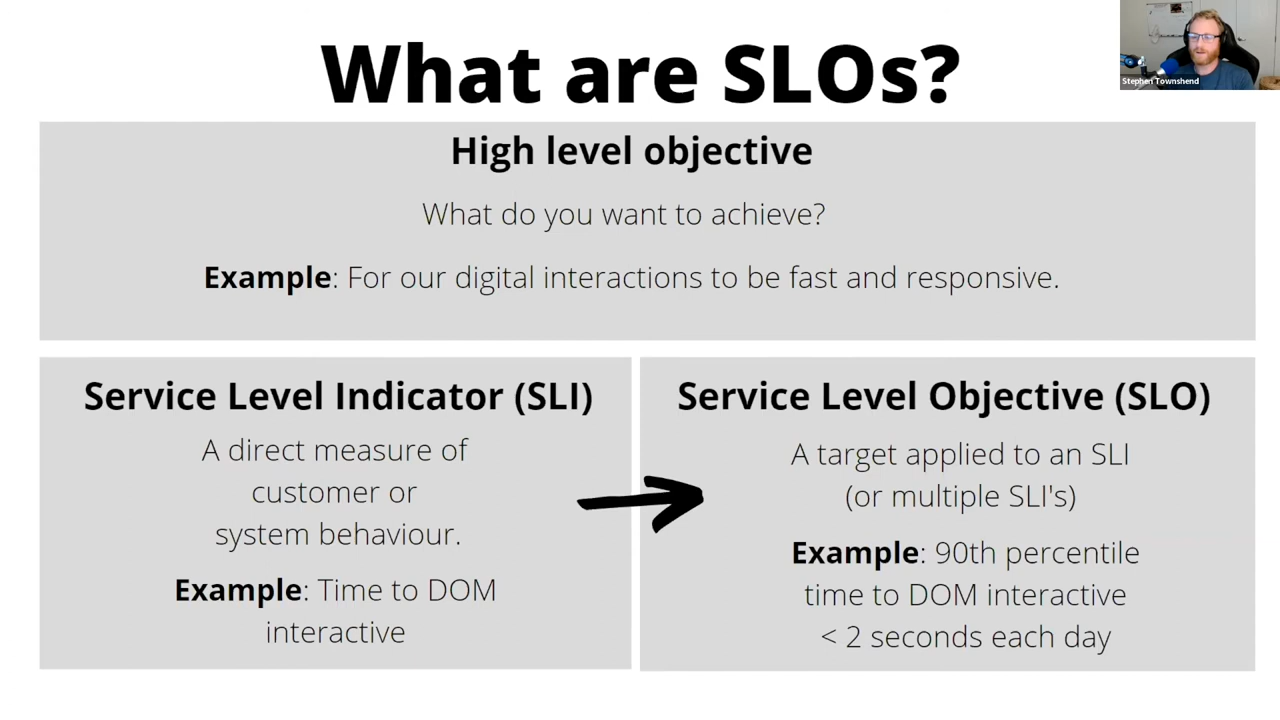 What are SLOs?
Stephen Townshend
High level objective
What do you want to achieve?
Example: For our digital interactions to be fast and responsive.
Service Level Indicator (SLI)
A direct measure of
customer or
system behaviour.
Example: Time to DOM
interactive
Service Level Objective (SLO)
A target applied to an SLI
(or multiple SLI's)
Example: 90th percentile
time to DOM interactive
< 2 seconds each day